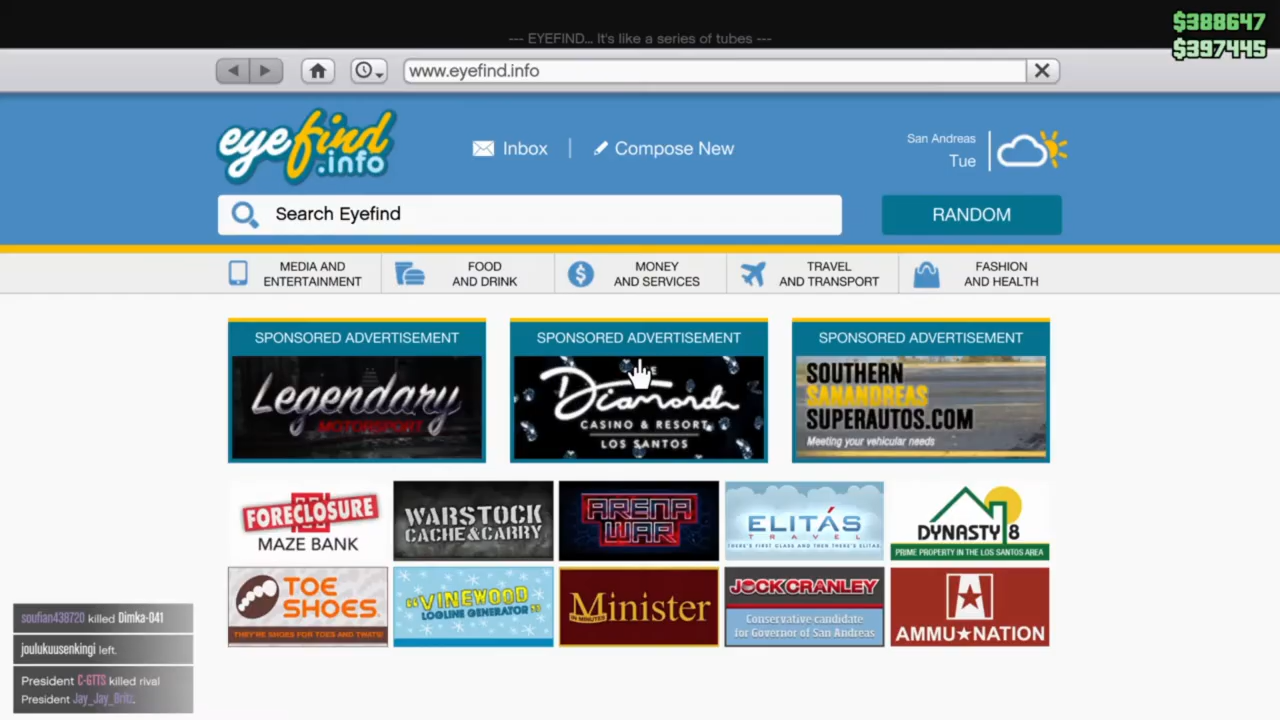 $388647
$397445
--- EYEFIND... It's like a series of tubes ---
www.eyefind.info
eyefind
.info
Inbox
Compose New
San Andreas
Tue
Search Eyefind
RANDOM
MEDIA AND
ENTERTAINMENT
FOOD
AND DRINK
MONEY
AND SERVICES
TRAVEL
AND TRANSPORT
FASHION
AND HEALTH
SPONSORED ADVERTISEMENT
Legendary
MOTORSPORT
SPONSORED ADVERTISEMENT
Diamond
CASINO & RESORT
LOS SANTOS
SPONSORED ADVERTISEMENT
SOUTHERN
SANANDREAS
SUPERAUTOS.COM
Meeting your vehicular needs
FORECLOSURE
MAZE BANK
WARSTOCK
CACHE&CARRY
ARENA
WAR
ELITÁS
TRAVEL
THERE'S FIRST CLASS AND THEN THERE'S ELITAS
DYNASTY 8
PRIME PROPERTY IN THE LOS SANTOS AREA
TOE
SHOES
THEY'RE SHOES FOR TOES AND THATS!
"VINEWOOD
LOGLINE GENERATOR"
Minister
IN MINUTES
JOCK CRANLEY
Conservative candidate
for Governor of San Andreas
AMMU★NATION
soufian438720 killed Dimka-041
joulukuusenkingi left.
President C-GTTS killed rival
President Jay_Jay_Britz.